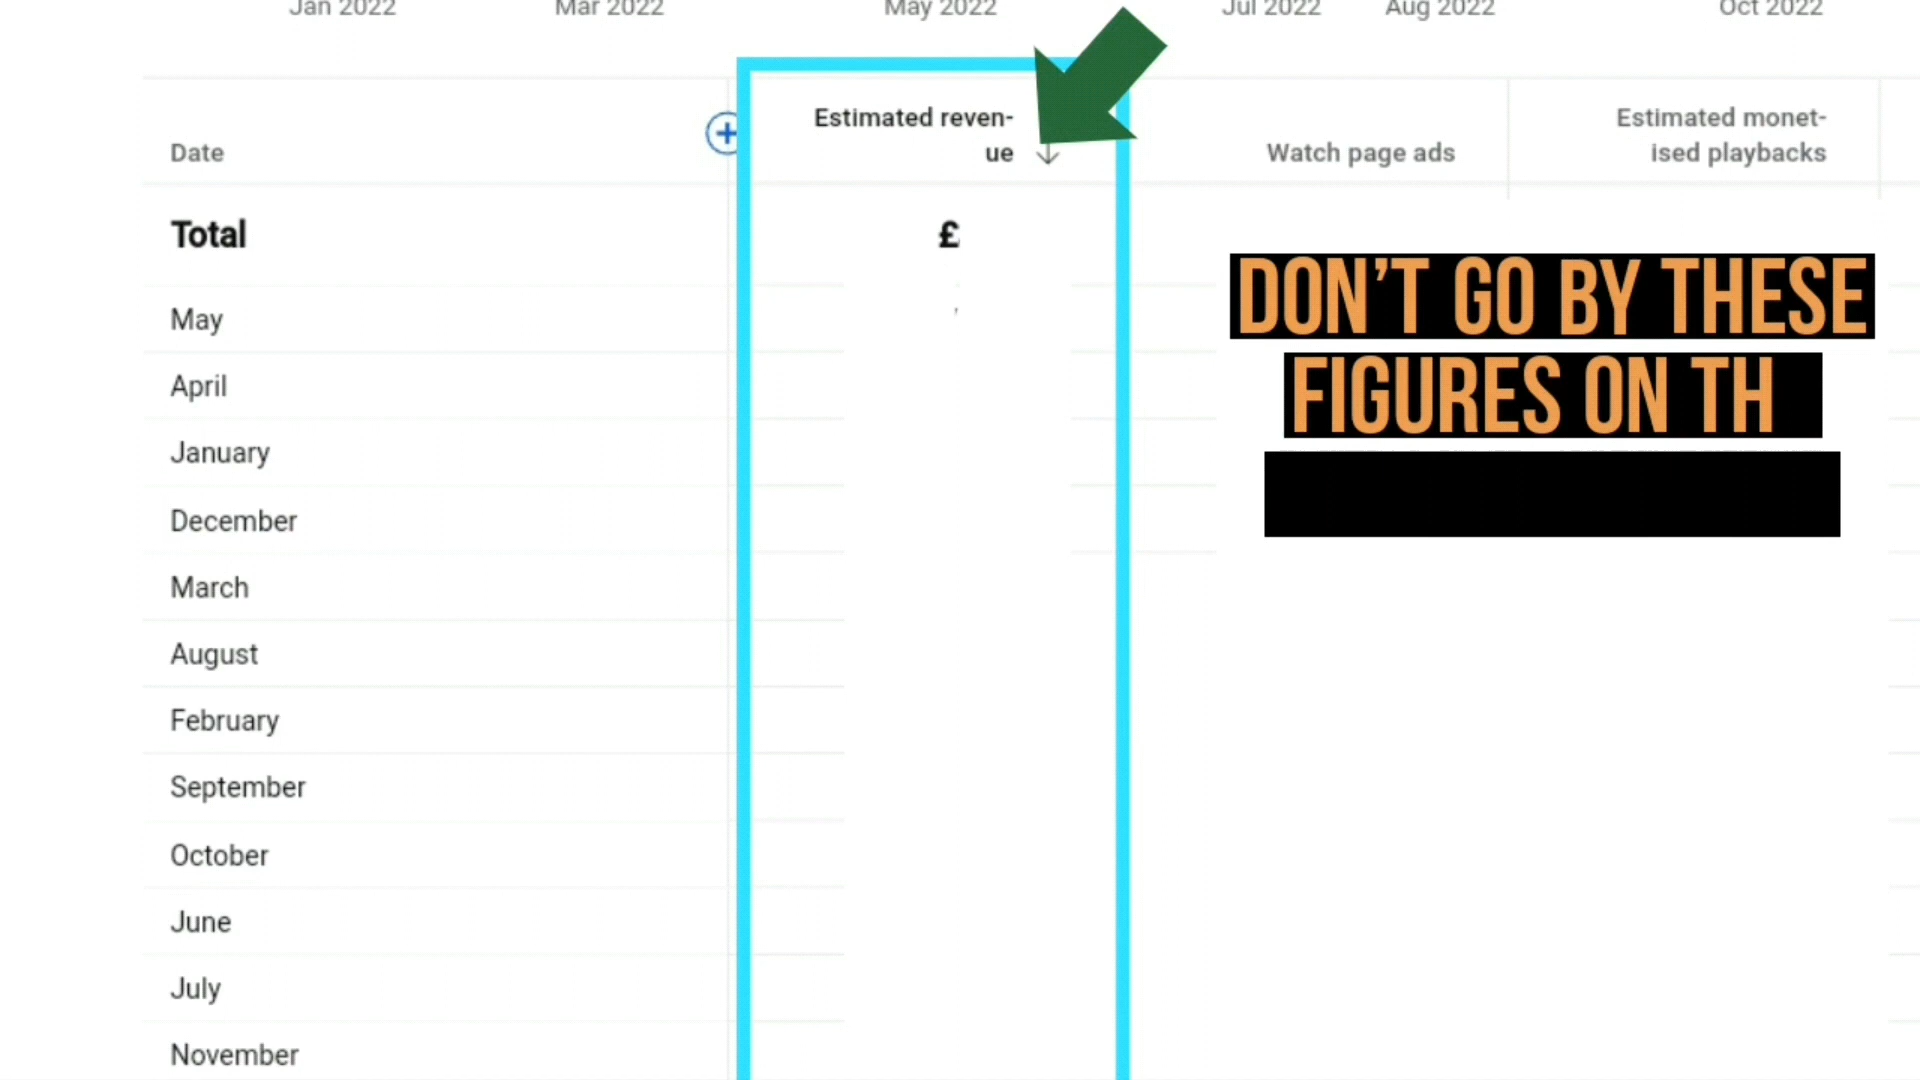 Jan 2022 Mar 2022 May 2022 Jul 2022 Aug 2022 Oct 2022
Estimated reven- Estimated monet-
Date ue Watch page ads ised playbacks
Total £
DON'T GO BY THESE
May
FIGURES ON TH
April
January
December
March
August
February
September
October
June
July
November